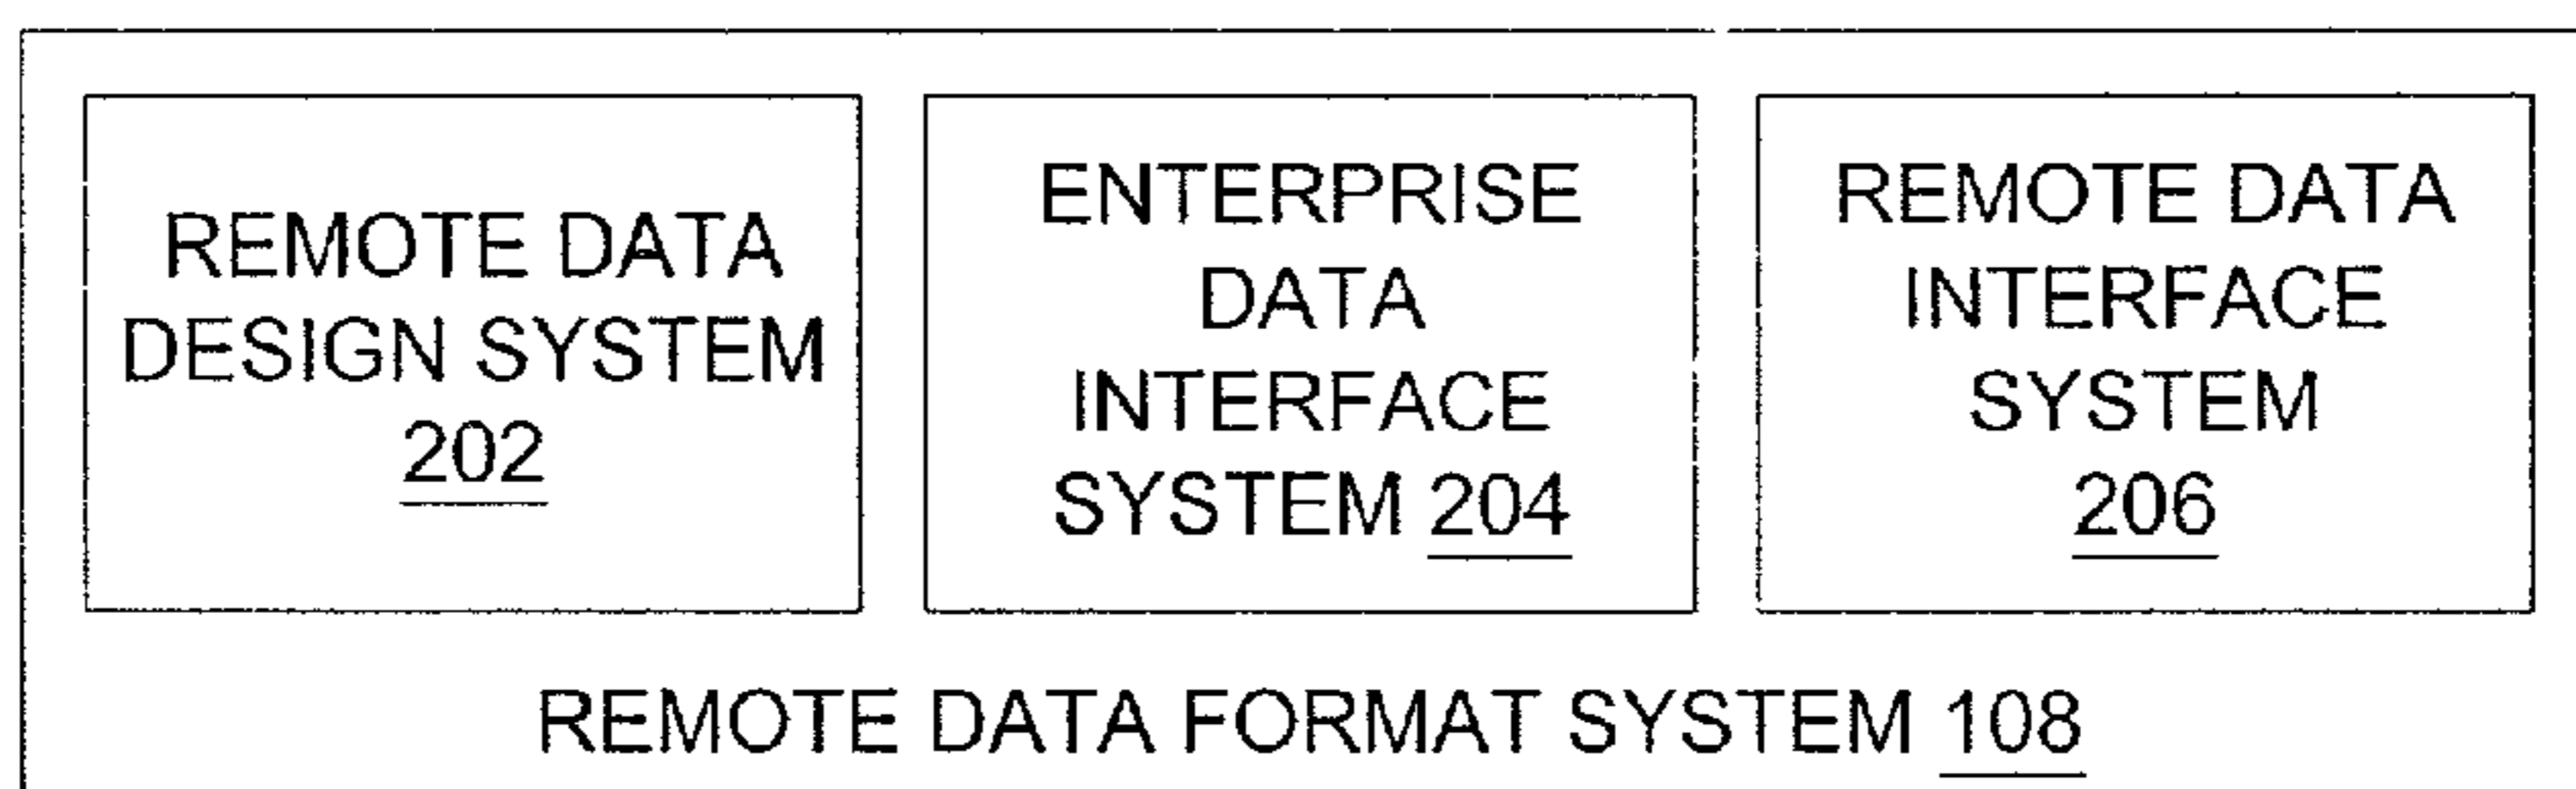 REMOTE DATA
DESIGN SYSTEM
202
ENTERPRISE
DATA
INTERFACE
SYSTEM 204
REMOTE DATA
INTERFACE
SYSTEM
206
REMOTE DATA FORMAT SYSTEM 108